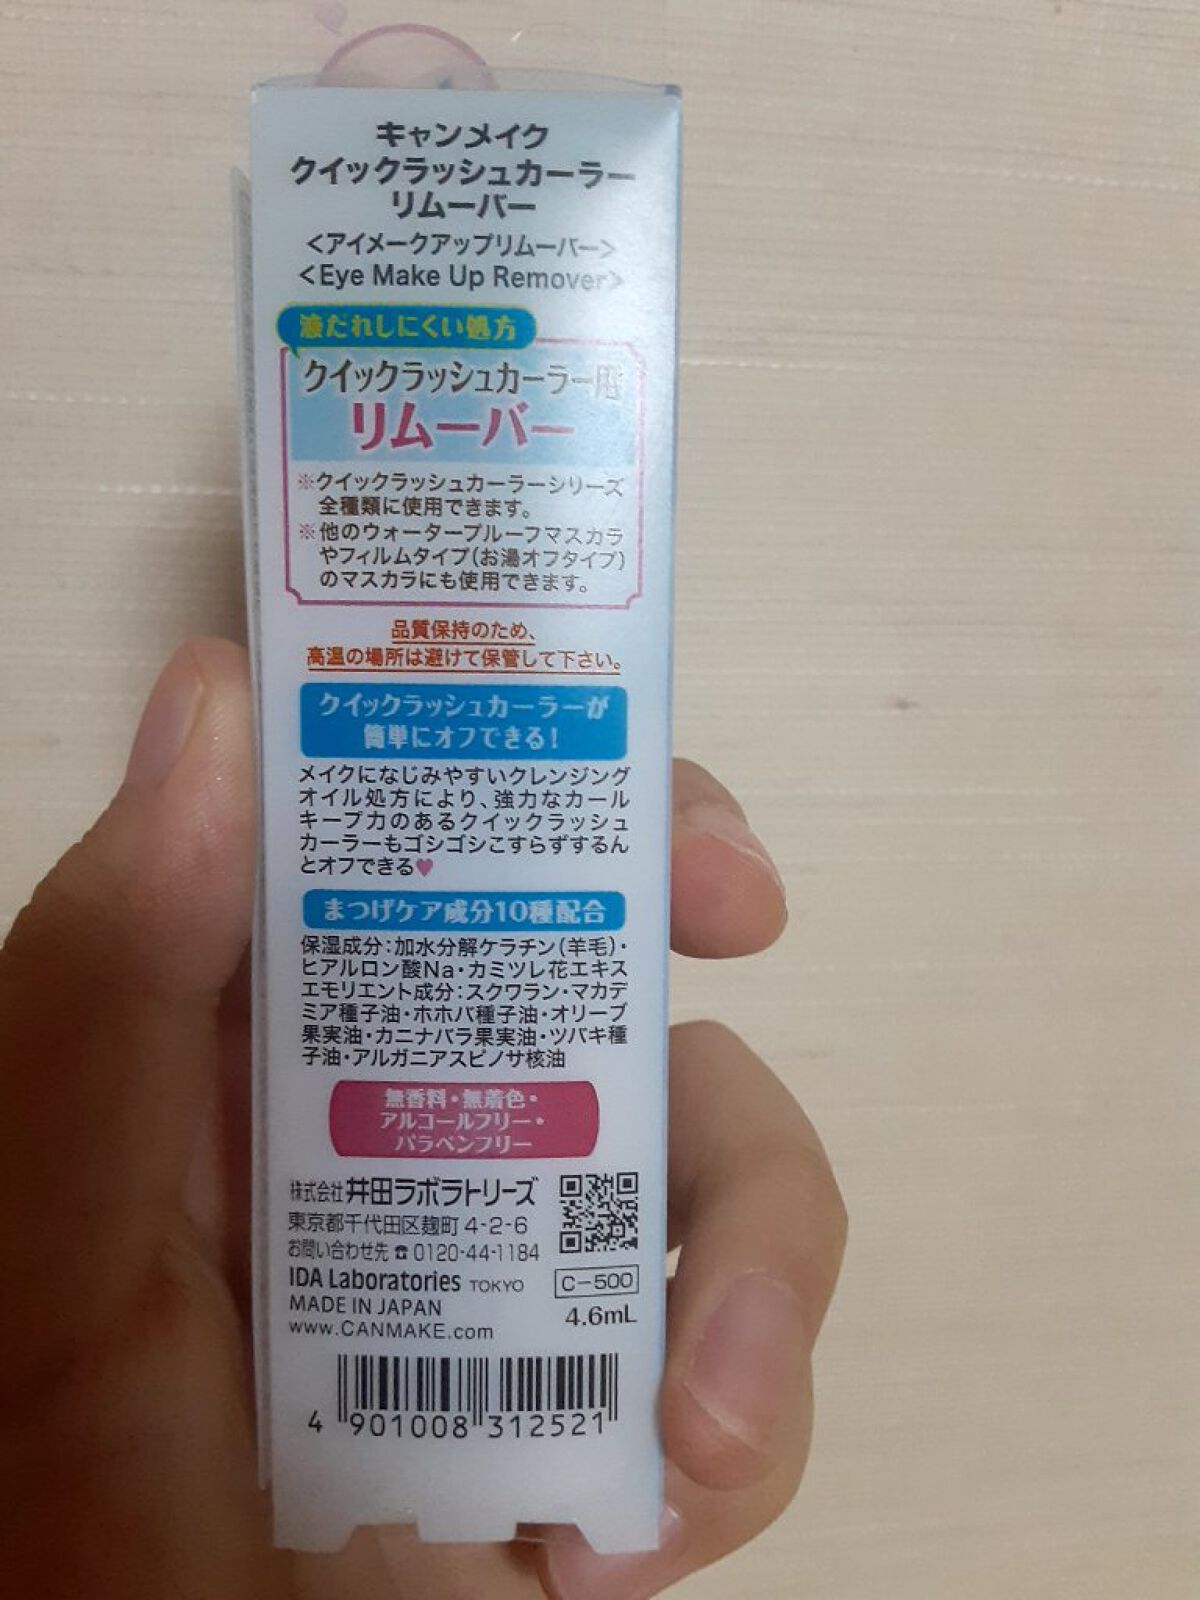 キャンメイク
クイックラッシュカーラー
リムーバー
<アイメークアップリムーバー>
<Eye Make Up Remover>
液だれしにくい処方
クイックラッシュカーラー用
リムーバー
※クイックラッシュカーラーシリーズ
全種類に使用できます。
※他のウォータープルーフマスカラ
やフィルムタイプ(お湯オフタイプ)
のマスカラにも使用できます。
品質保持のため、
高温の場所は避けて保管して下さい。
クイックラッシュカーラーが
簡単にオフできる!
メイクになじみやすいクレンジング
オイル処方により、強力なカール
キープ力のあるクイックラッシュ
カーラーもゴシゴシこすらずするん
とオフできる♥
まつげケア成分10種配合
保湿成分:加水分解ケラチン(羊毛)・
ヒアルロン酸Na・カミツレ花エキス
エモリエント成分:スクワラン・マカデ
ミア種子油・ホホバ種子油・オリーブ
果実油・カニナバラ果実油・ツバキ種
子油・アルガニアスピノサ核油
無香料・無着色・
アルコールフリー・
パラベンフリー
株式会社 井田ラボラトリーズ
東京都千代田区麹町 4-2-6
お問い合わせ先 ☎ 0120-44-1184
IDA Laboratories TOKYO
C-500
MADE IN JAPAN
4.6mL
www.CANMAKE.com
4 901008 312521